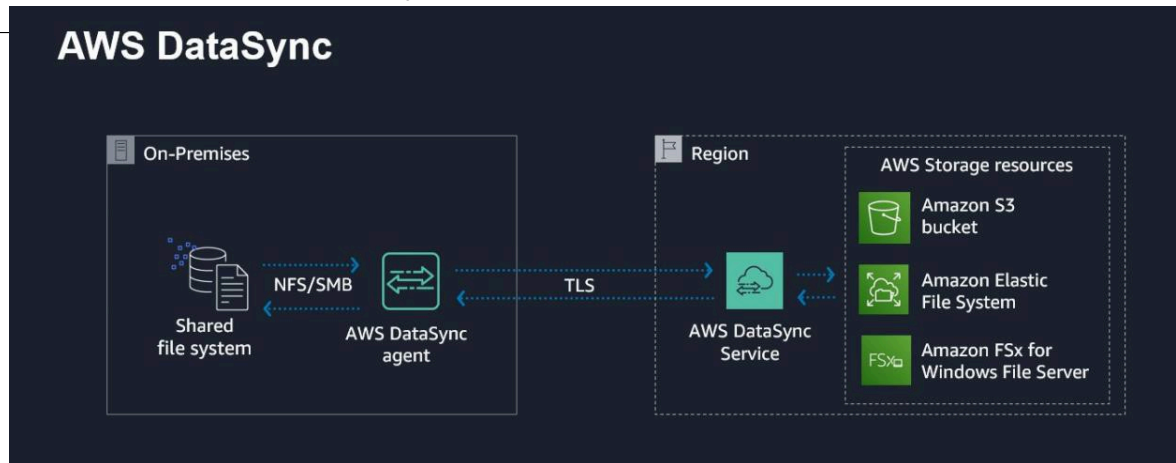 AWS DataSync
On-Premises
Shared
file system
NFS/SMB
AWS DataSync
agent
TLS
Region
AWS DataSync
Service
AWS Storage resources
Amazon S3
bucket
Amazon Elastic
File System
FSx
Amazon FSx for
Windows File Server